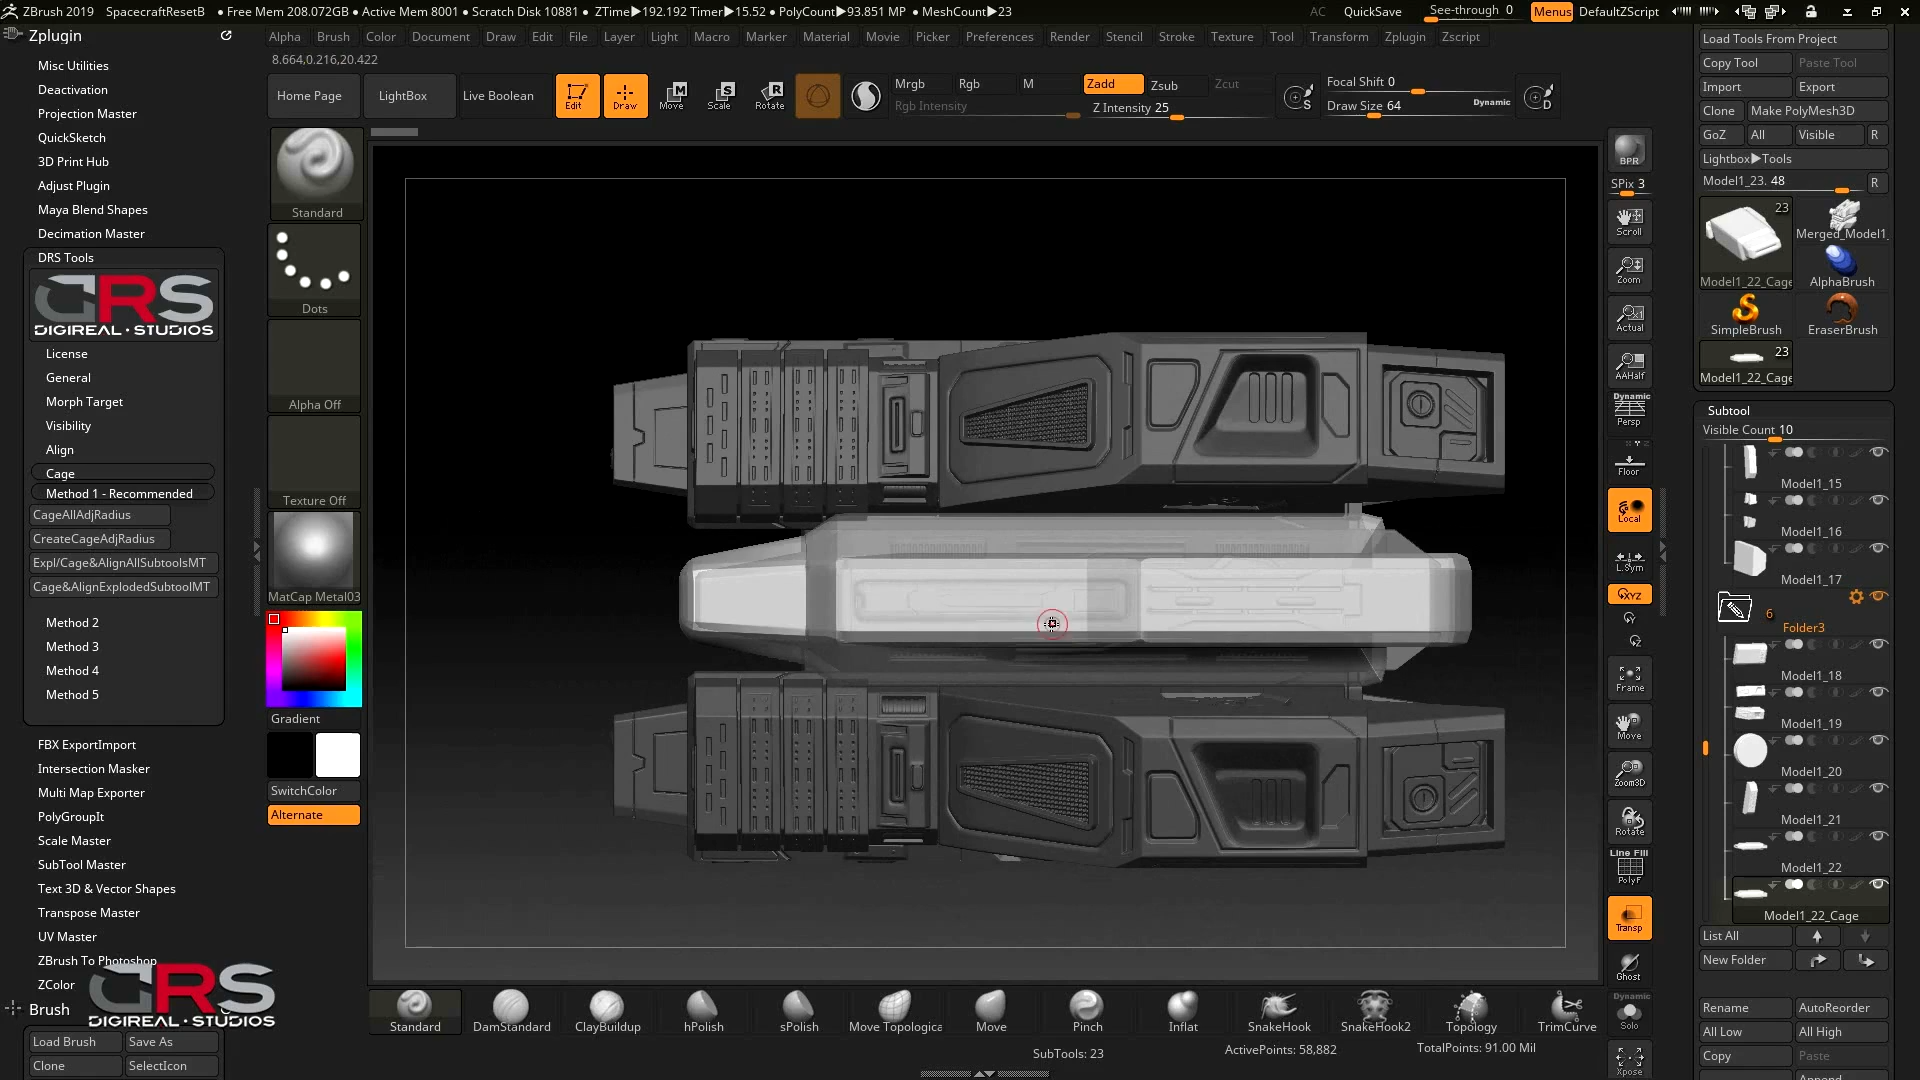 ZBrush 2019 SpacecraftResetB • Free Mem 208.072GB • Active Mem 8001 • Scratch Disk 10881 • ZTime▶192.192 Timer▶15.52 • PolyCount▶93.851 MP • MeshCount▶23 AC QuickSave See-through 0 Menus DefaultZScript
Zplugin
Alpha Brush Color Document Draw Edit File Layer Light Macro Marker Material Movie Picker Preferences Render Stencil Stroke Texture Tool Transform Zplugin Zscript
8.664,0.216,20.422
Home Page LightBox Live Boolean Edit Draw Move Scale Rotate
Mrgb Rgb M Zadd Zsub Zcut
Rgb Intensity Z Intensity 25
Focal Shift 0
Draw Size 64 Dynamic
S D
Misc Utilities
Deactivation
Projection Master
QuickSketch
3D Print Hub
Adjust Plugin
Maya Blend Shapes
Decimation Master
DRS Tools
DRS
DIGIREAL·STUDIOS
License
General
Morph Target
Visibility
Align
Cage
Method 1 - Recommended
CageAllAdjRadius
CreateCageAdjRadius
Expl/Cage&AlignAllSubtoolsMT
Cage&AlignExplodedSubtoolMT
Method 2
Method 3
Method 4
Method 5
FBX ExportImport
Intersection Masker
Multi Map Exporter
PolyGroupIt
Scale Master
SubTool Master
Text 3D & Vector Shapes
Transpose Master
UV Master
ZBrush To Photoshop
ZColor
DRS
DIGIREAL·STUDIOS
Brush
Load Brush Save As
Clone SelectIcon
Standard
Dots
Alpha Off
Texture Off
MatCap Metal03
Gradient
SwitchColor
Alternate
BPR
SPix 3
Scroll
Zoom
Actual
AAHalf
Dynamic
Persp
Floor
Local
L.Sym
XYZ
Frame
Move
Zoom3D
Rotate
Line Fill
PolyF
Transp
Ghost
Dynamic
Solo
Xpose
Load Tools From Project
Copy Tool Paste Tool
Import Export
Clone Make PolyMesh3D
GoZ All Visible R
Lightbox▶Tools
Model1_23. 48 R
23
Merged_Model1_
Model1_22_Cage AlphaBrush
SimpleBrush EraserBrush
23
Model1_22_Cage
Subtool
Visible Count 10
Model1_15
Model1_16
Model1_17
6
Folder3
Model1_18
Model1_19
Model1_20
Model1_21
Model1_22
Model1_22_Cage
List All
New Folder
Rename AutoReorder
All Low All High
Copy Paste
Append
Standard DamStandard ClayBuildup hPolish sPolish Move Topologica Move Pinch Inflat SnakeHook SnakeHook2 Topology TrimCurve
SubTools: 23 ActivePoints: 58,882 TotalPoints: 91.00 Mil